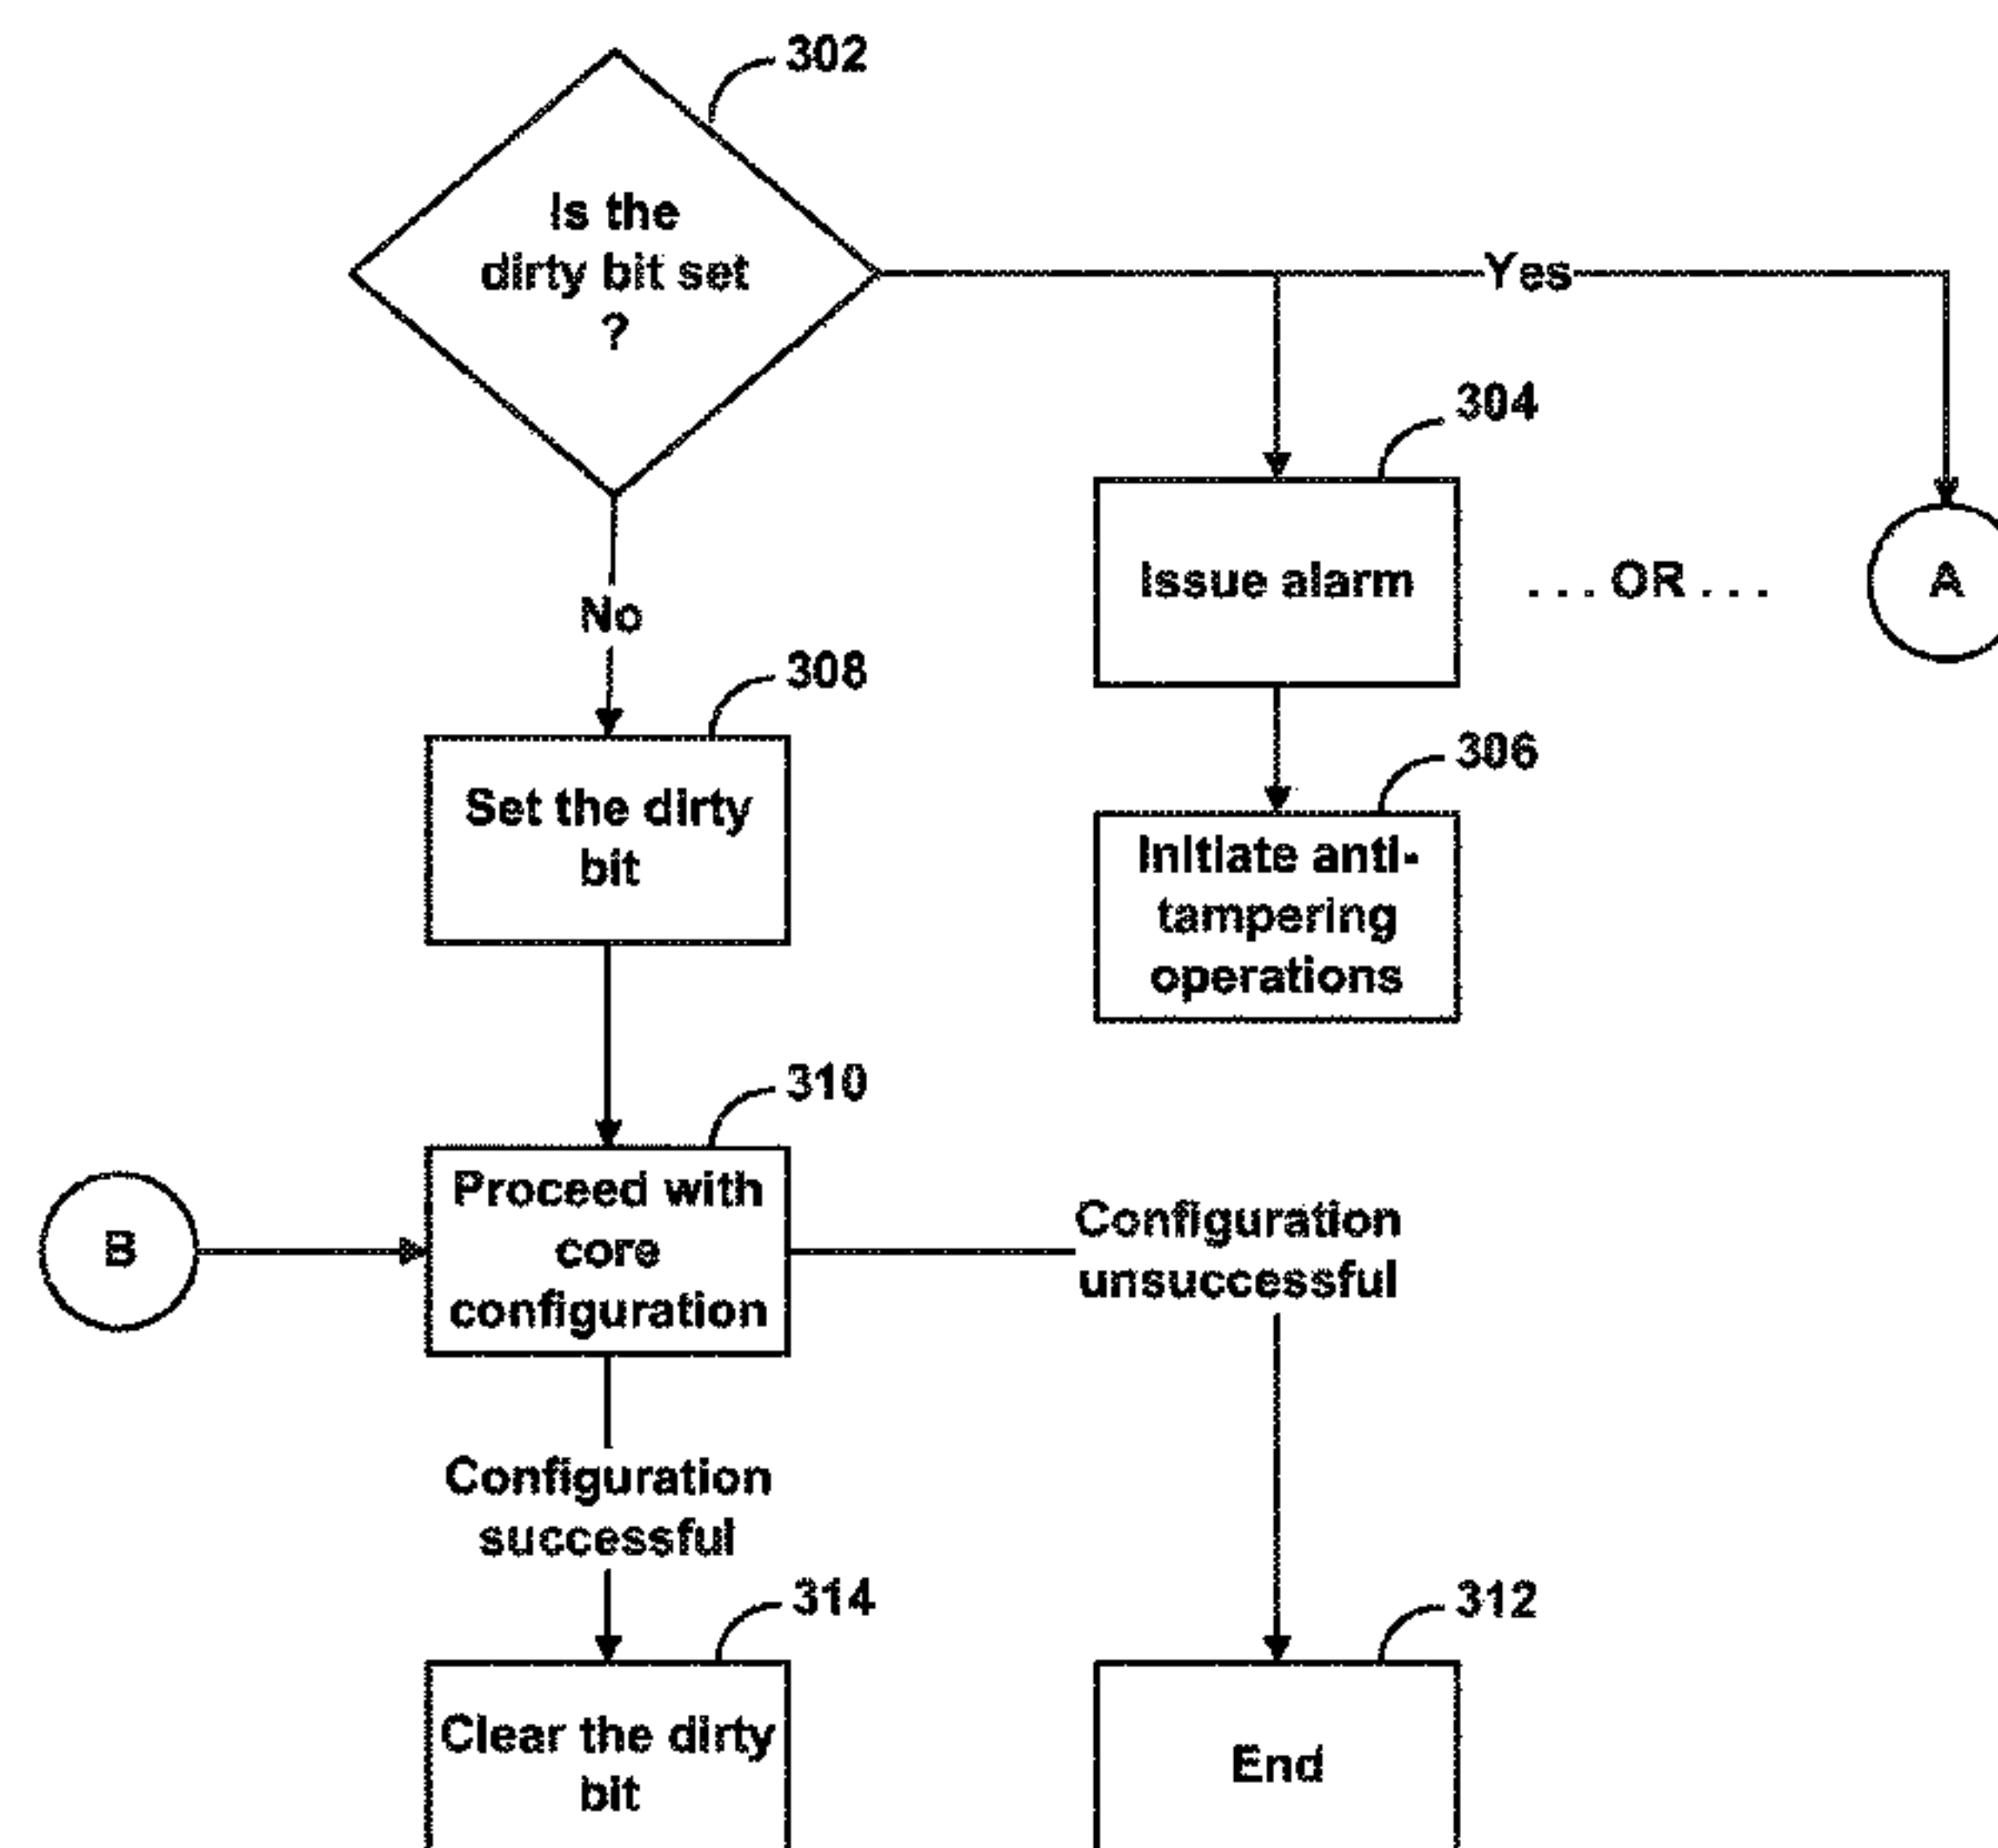 302
Is the
dirty bit set
?
Yes
304
Issue alarm
. . . OR . . .
A
No
308
Set the dirty
bit
306
Initiate anti-
tampering
operations
310
Proceed with
core
configuration
B
Configuration
unsuccessful
Configuration
successful
314
Clear the dirty
bit
312
End